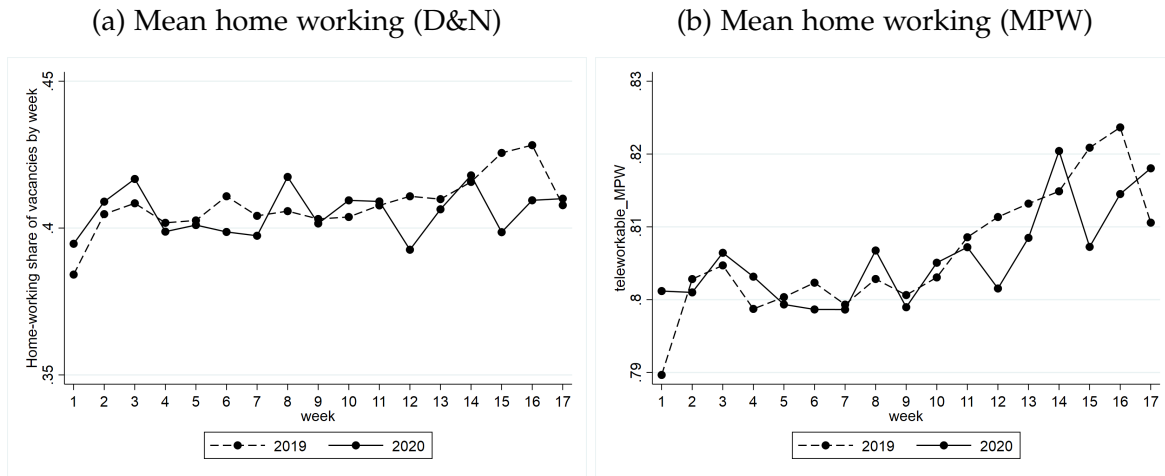 (a) Mean home working (D&N)
Home-working share of vacancies by week
.45
.4
.35
1 2 3 4 5 6 7 8 9 10 11 12 13 14 15 16 17
week
2019 2020
(b) Mean home working (MPW)
teleworkable_MPW
.83
.82
.81
.8
.79
1 2 3 4 5 6 7 8 9 10 11 12 13 14 15 16 17
week
2019 2020